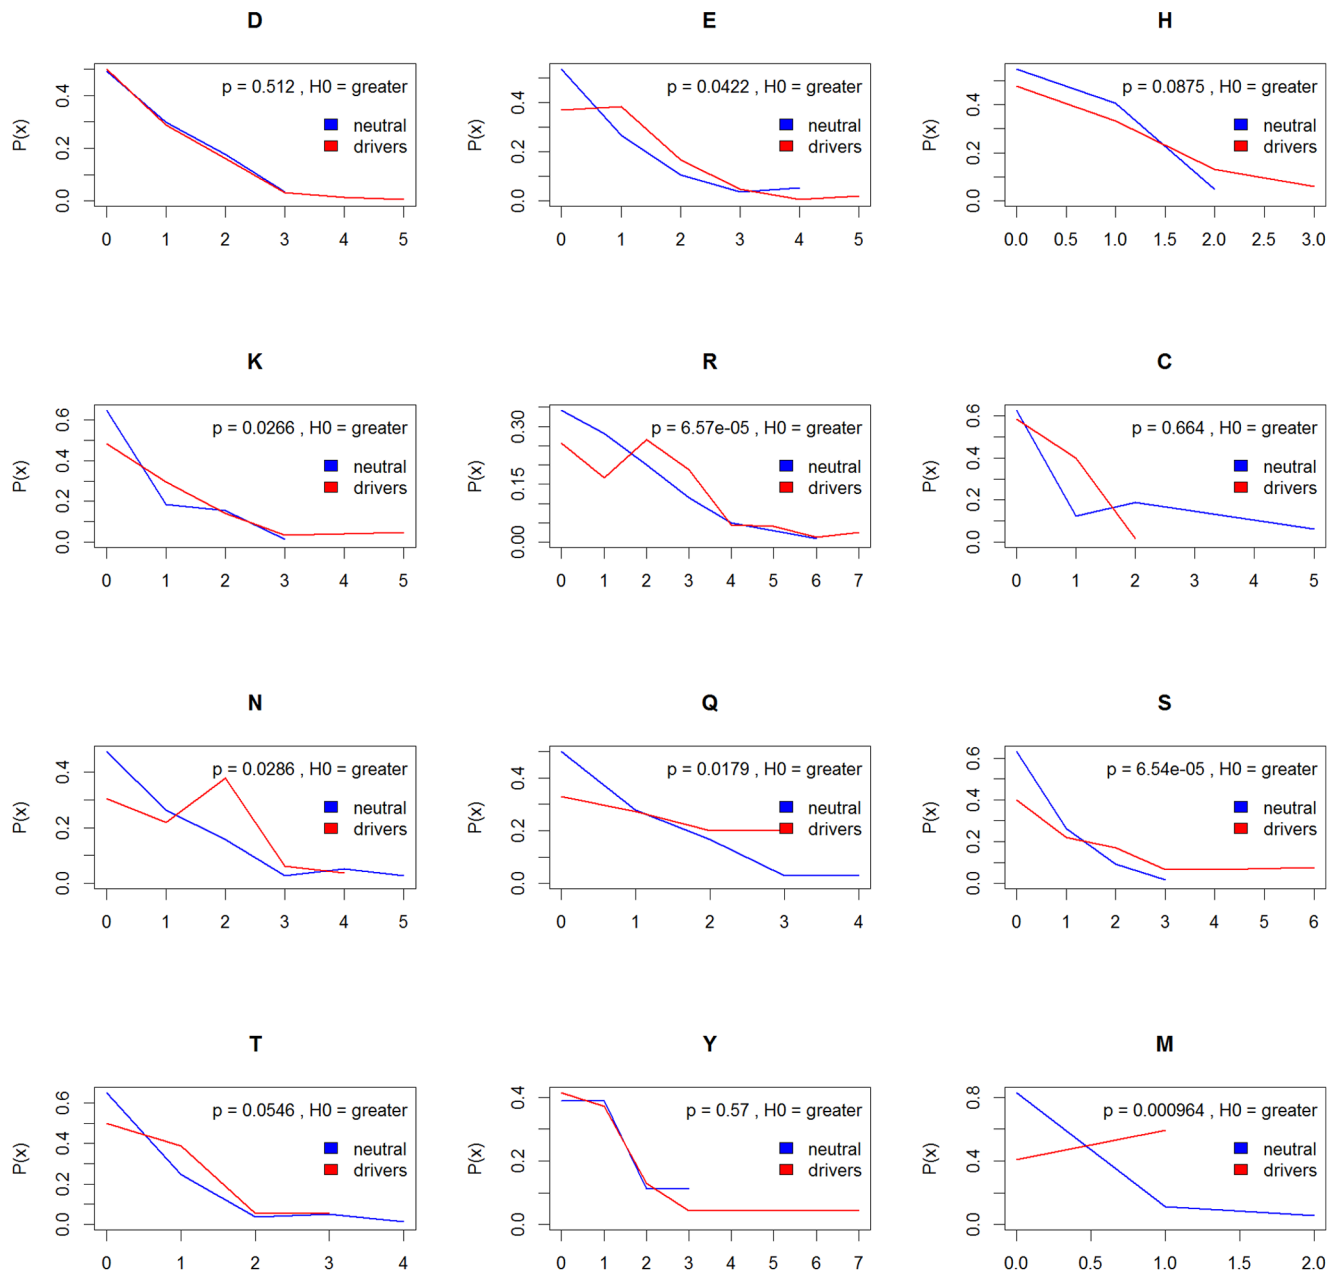 D
p = 0.512 , H0 = greater
neutral
drivers
P(x)
0.0 0.2 0.4
0 1 2 3 4 5
E
p = 0.0422 , H0 = greater
neutral
drivers
P(x)
0.0 0.2 0.4
0 1 2 3 4 5
H
p = 0.0875 , H0 = greater
neutral
drivers
P(x)
0.0 0.2 0.4
0.0 0.5 1.0 1.5 2.0 2.5 3.0
K
p = 0.0266 , H0 = greater
neutral
drivers
P(x)
0.0 0.2 0.4 0.6
0 1 2 3 4 5
R
p = 6.57e-05 , H0 = greater
neutral
drivers
P(x)
0.00 0.15 0.30
0 1 2 3 4 5 6 7
C
p = 0.664 , H0 = greater
neutral
drivers
P(x)
0.0 0.2 0.4 0.6
0 1 2 3 4 5
N
p = 0.0286 , H0 = greater
neutral
drivers
P(x)
0.0 0.2 0.4
0 1 2 3 4 5
Q
p = 0.0179 , H0 = greater
neutral
drivers
P(x)
0.0 0.2 0.4
0 1 2 3 4
S
p = 6.54e-05 , H0 = greater
neutral
drivers
P(x)
0.0 0.2 0.4 0.6
0 1 2 3 4 5 6
T
p = 0.0546 , H0 = greater
neutral
drivers
P(x)
0.0 0.2 0.4 0.6
0 1 2 3 4
Y
p = 0.57 , H0 = greater
neutral
drivers
P(x)
0.0 0.2 0.4
0 1 2 3 4 5 6 7
M
p = 0.000964 , H0 = greater
neutral
drivers
P(x)
0.0 0.4 0.8
0.0 0.5 1.0 1.5 2.0